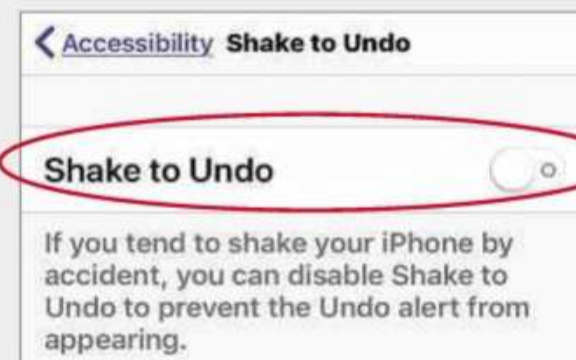 Accessibility Shake to Undo
Shake to Undo
If you tend to shake your iPhone by
accident, you can disable Shake to
Undo to prevent the Undo alert from
appearing.